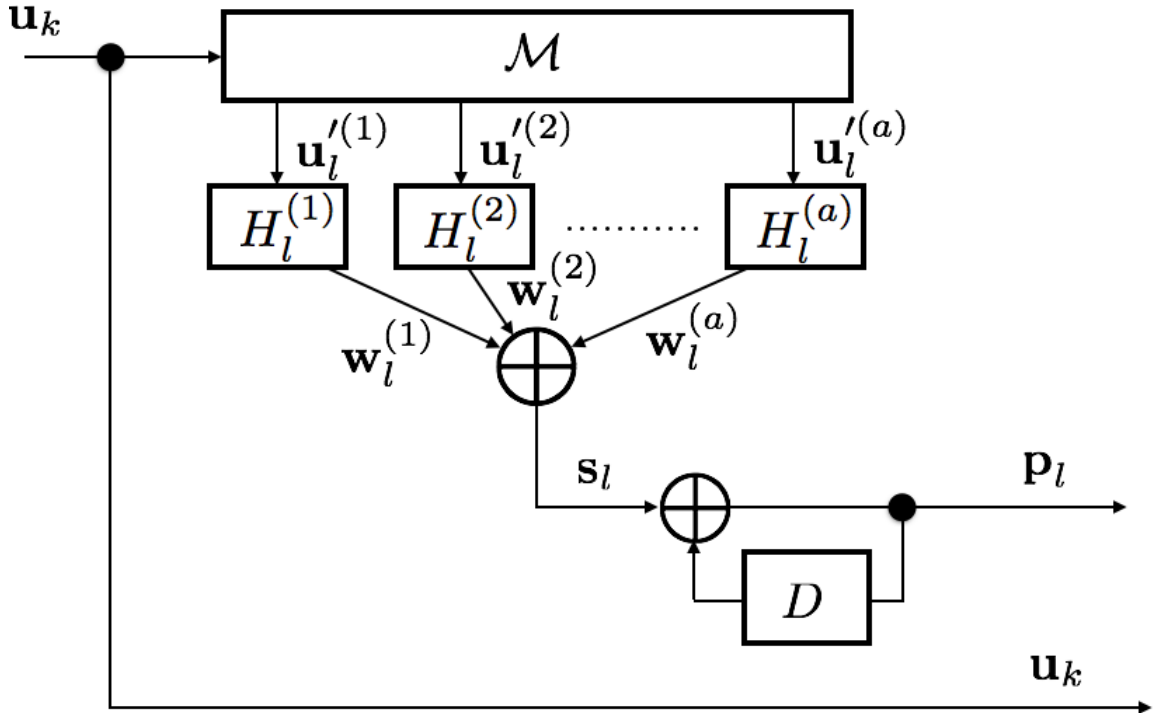 u_k
ℳ
u′_l^(1) u′_l^(2) u′_l^(a)
H_l^(1) H_l^(2) ........... H_l^(a)
w_l^(1) w_l^(2) w_l^(a)
s_l p_l
D
u_k